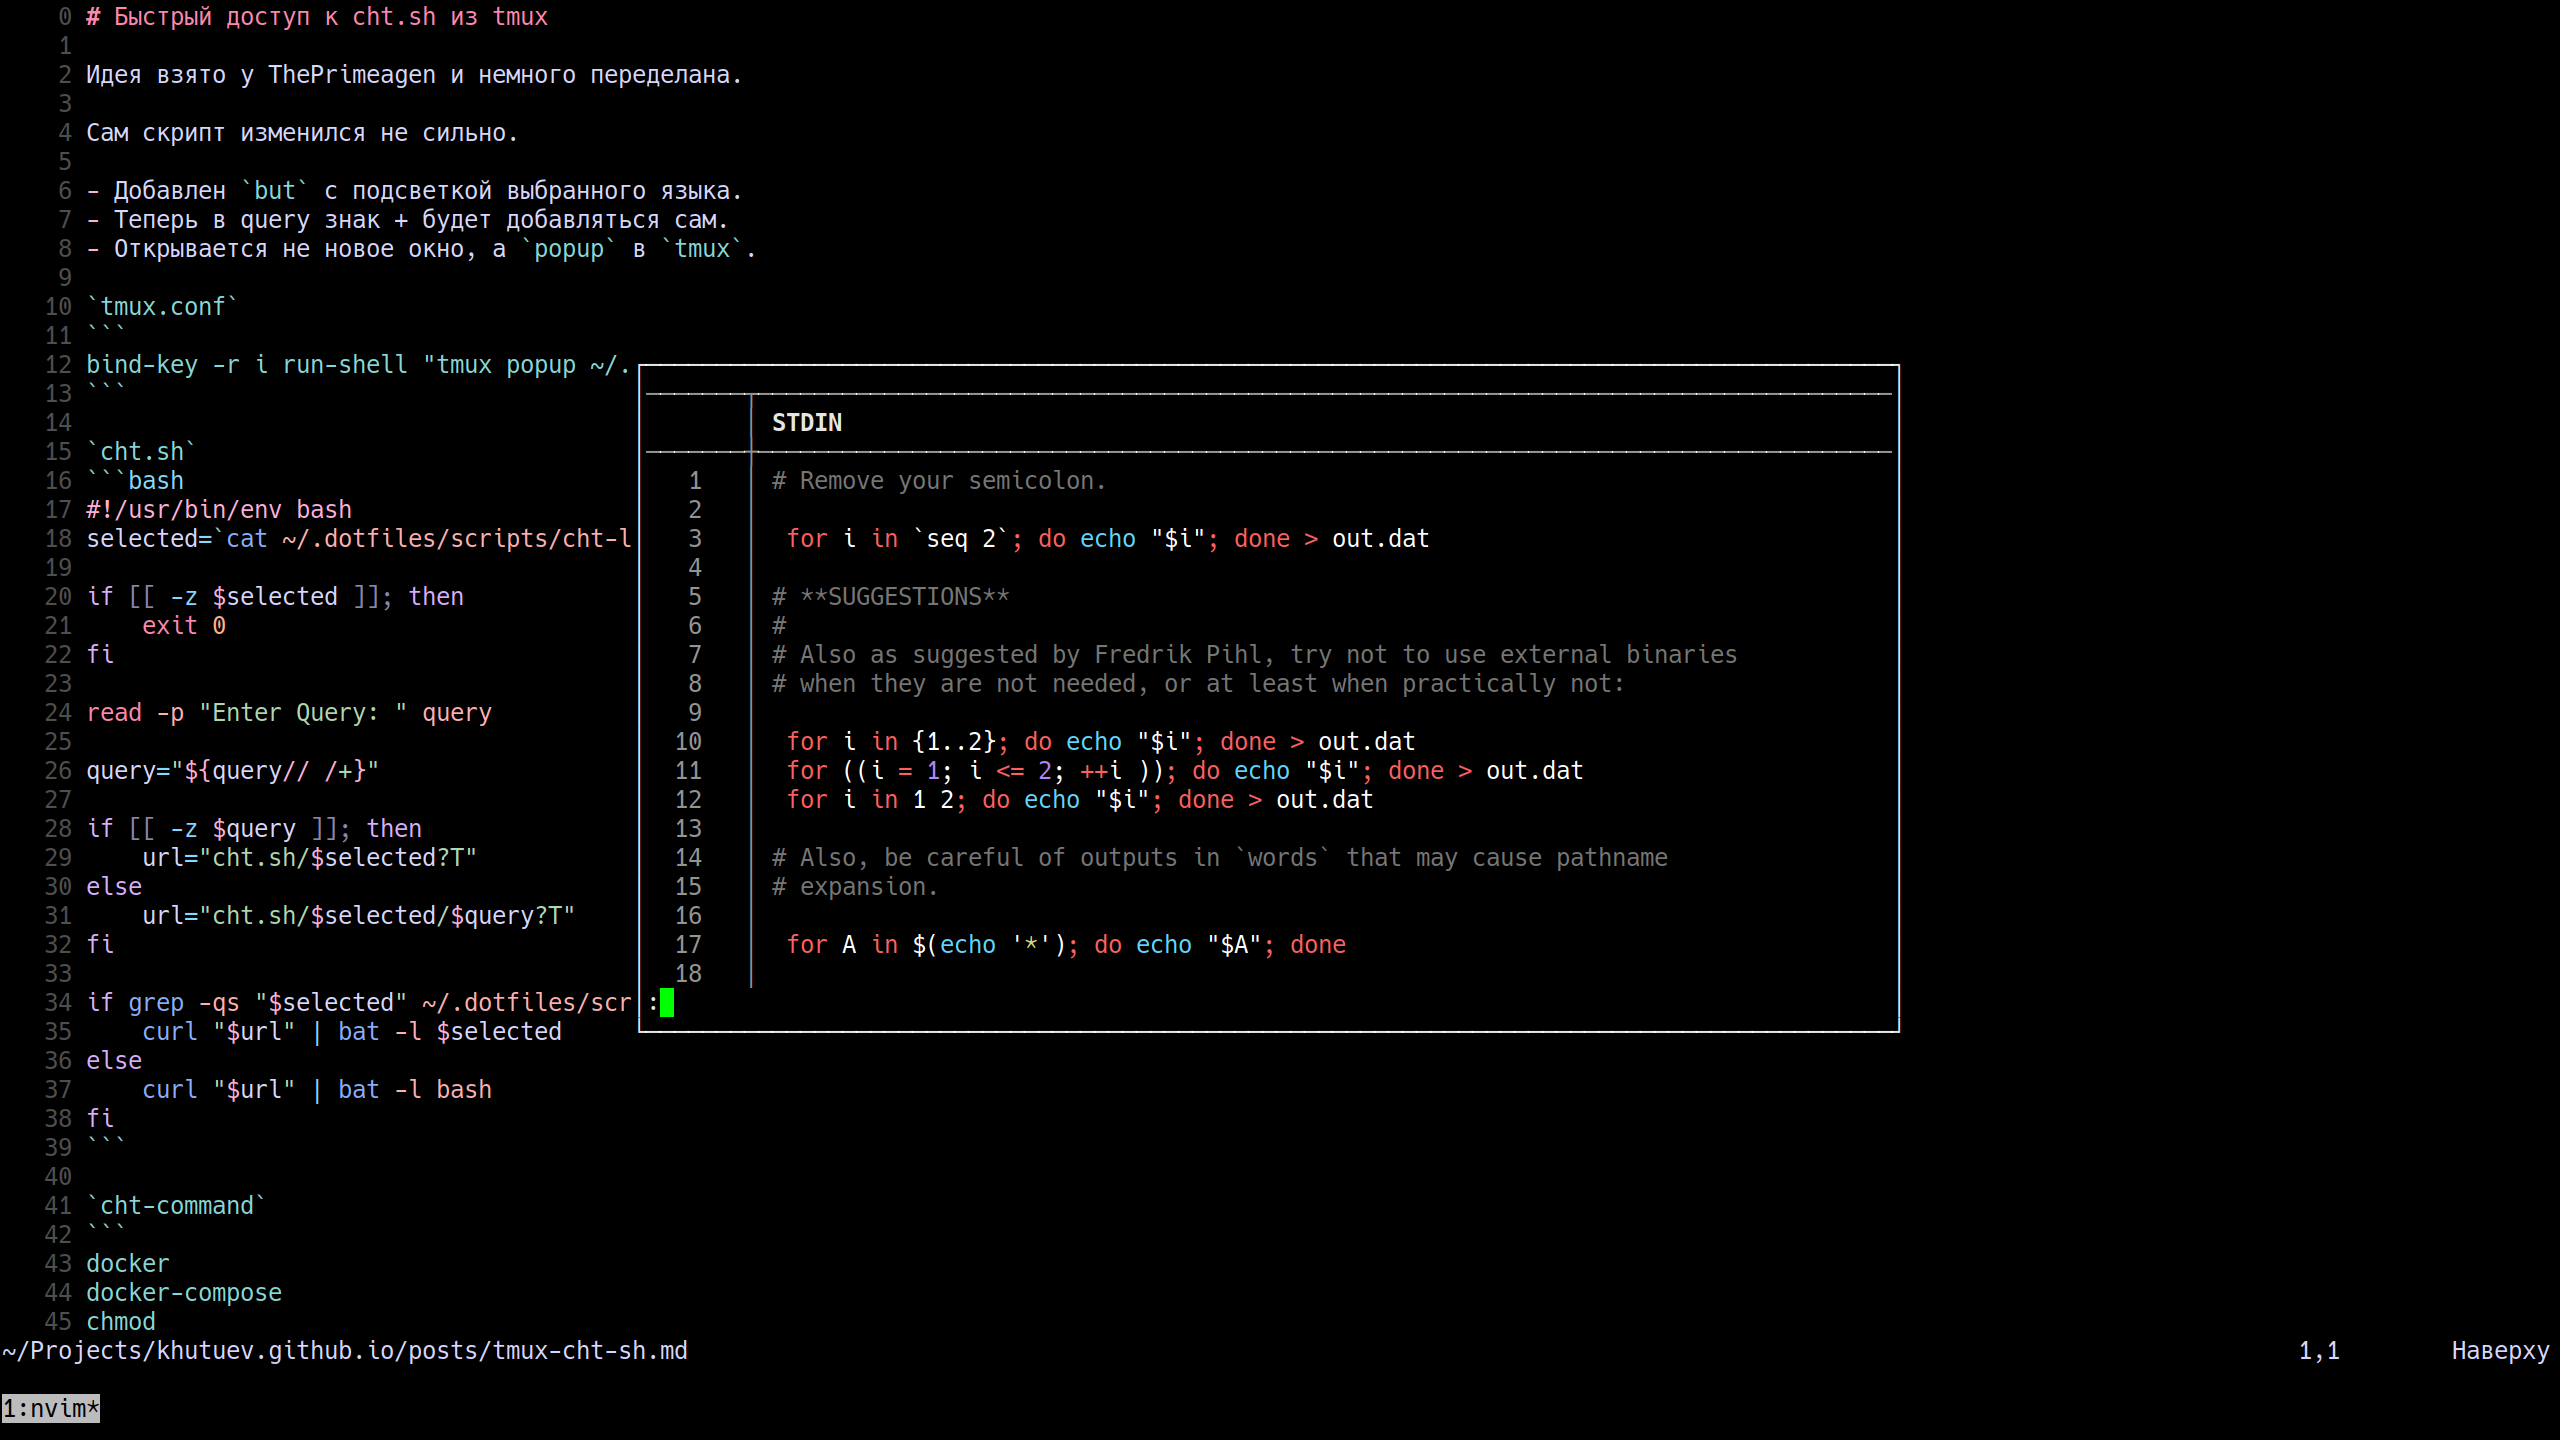 0 # Быстрый доступ к cht.sh из tmux
1
2 Идея взято у ThePrimeagen и немного переделана.
3
4 Сам скрипт изменился не сильно.
5
6 - Добавлен `but` с подсветкой выбранного языка.
7 - Теперь в query знак + будет добавляться сам.
8 - Открывается не новое окно, а `popup` в `tmux`.
9
10 `tmux.conf`
11 ```
12 bind-key -r i run-shell "tmux popup ~/.
13 ```
14
15 `cht.sh`
16 ```bash
17 #!/usr/bin/env bash
18 selected=`cat ~/.dotfiles/scripts/cht-l
19
20 if [[ -z $selected ]]; then
21     exit 0
22 fi
23
24 read -p "Enter Query: " query
25
26 query="${query// /+}"
27
28 if [[ -z $query ]]; then
29     url="cht.sh/$selected?T"
30 else
31     url="cht.sh/$selected/$query?T"
32 fi
33
34 if grep -qs "$selected" ~/.dotfiles/scr
35     curl "$url" | bat -l $selected
36 else
37     curl "$url" | bat -l bash
38 fi
39 ```
40
41 `cht-command`
42 ```
43 docker
44 docker-compose
45 chmod
STDIN
1 # Remove your semicolon.
2
3  for i in `seq 2`; do echo "$i"; done > out.dat
4
5 # **SUGGESTIONS**
6 #
7 # Also as suggested by Fredrik Pihl, try not to use external binaries
8 # when they are not needed, or at least when practically not:
9
10  for i in {1..2}; do echo "$i"; done > out.dat
11  for ((i = 1; i <= 2; ++i )); do echo "$i"; done > out.dat
12  for i in 1 2; do echo "$i"; done > out.dat
13
14 # Also, be careful of outputs in `words` that may cause pathname
15 # expansion.
16
17  for A in $(echo '*'); do echo "$A"; done
18
:
~/Projects/khutuev.github.io/posts/tmux-cht-sh.md 1,1 Наверху
1:nvim*